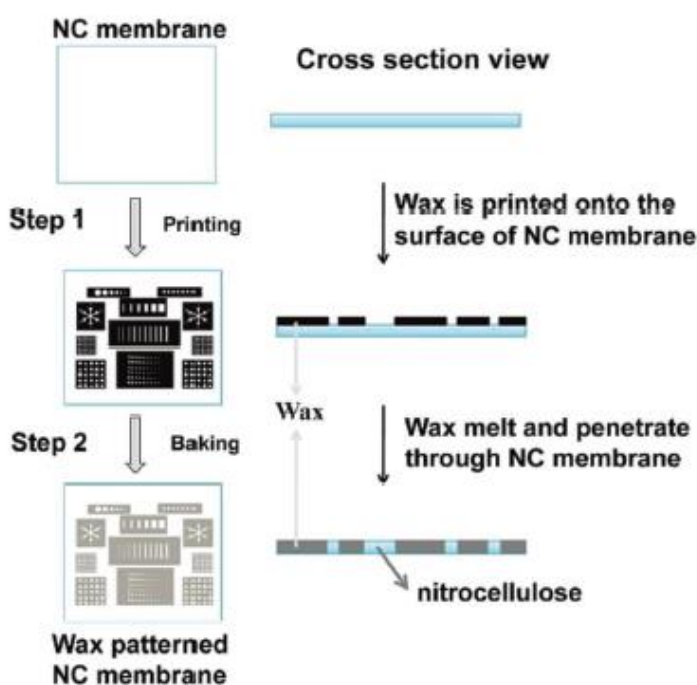 NC membrane
Cross section view
Step 1
Printing
Wax is printed onto the
surface of NC membrane
Wax
Step 2
Baking
Wax melt and penetrate
through NC membrane
nitrocellulose
Wax patterned
NC membrane